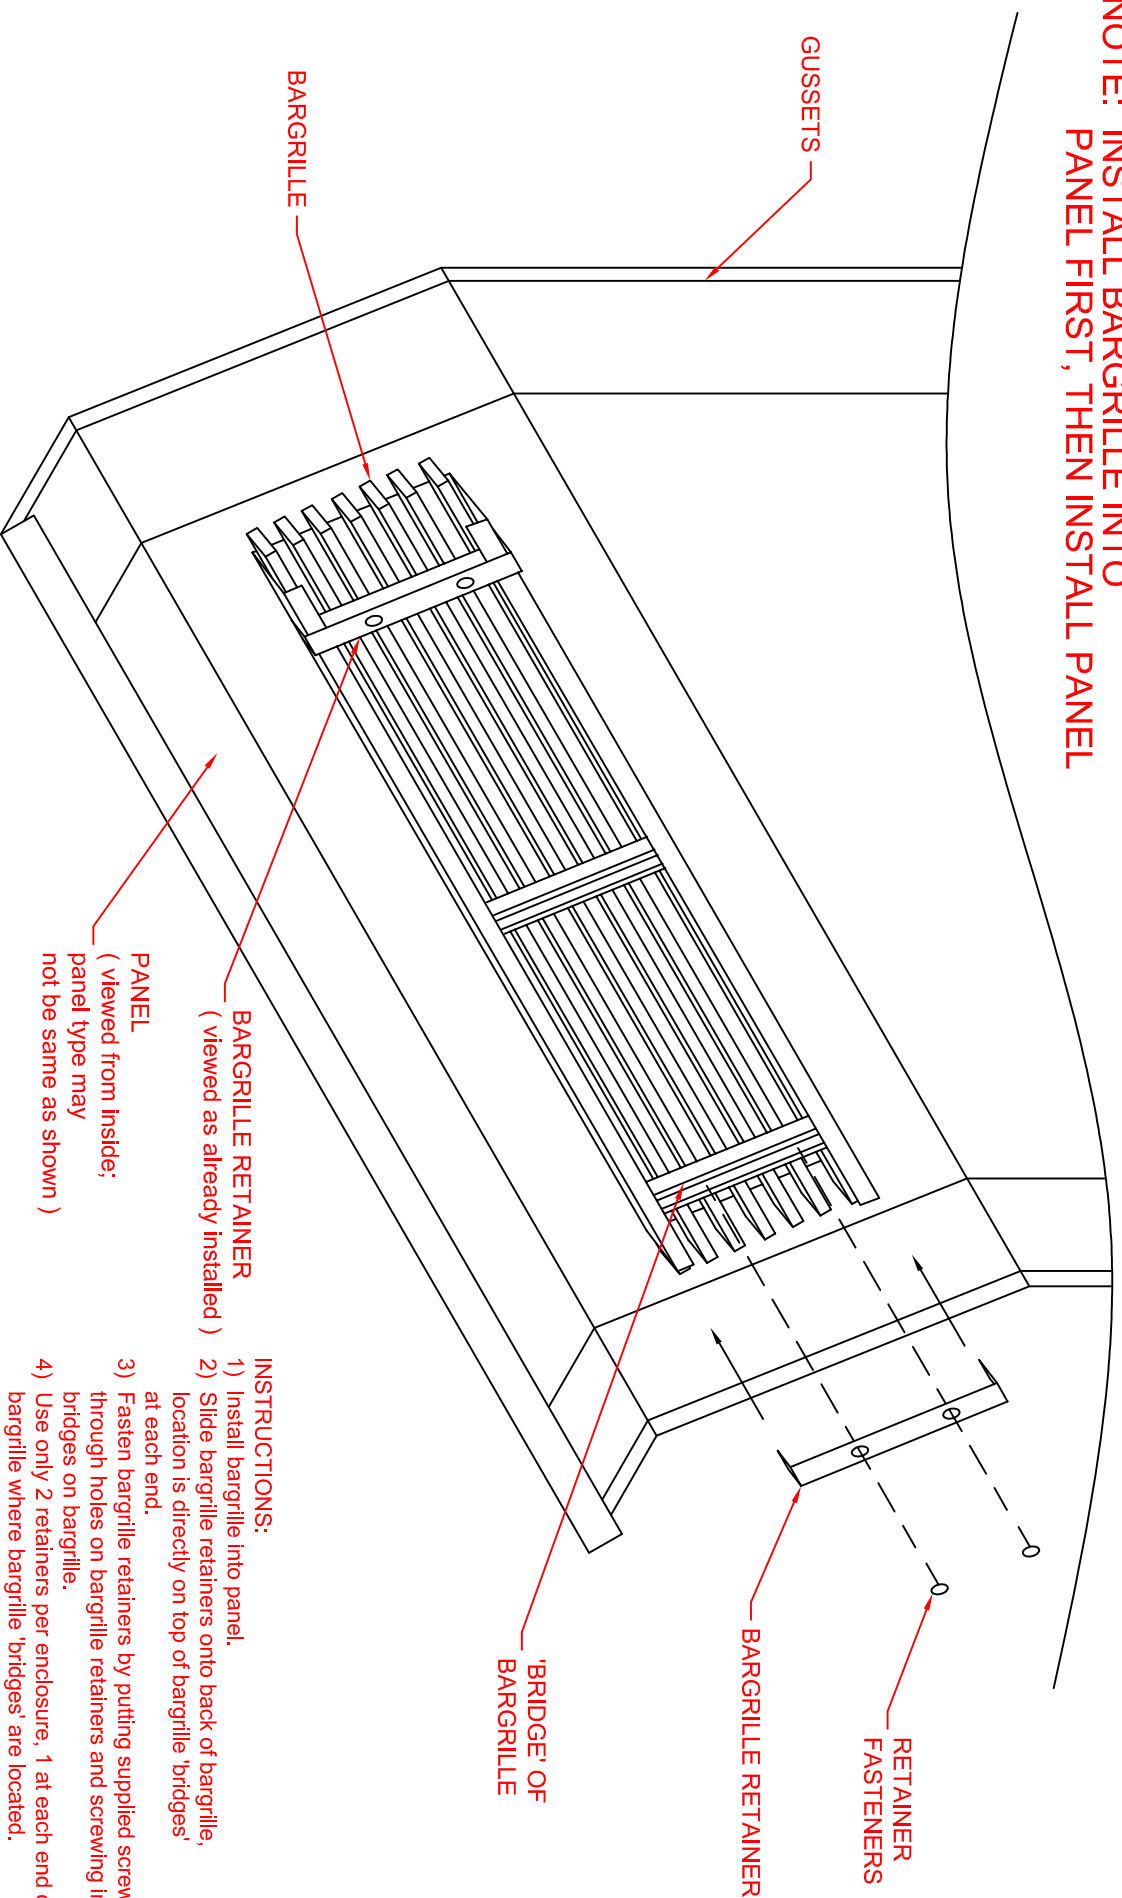 NOTE: INSTALL BARGRILLE INTO
PANEL FIRST, THEN INSTALL PANEL
GUSSETS
BARGRILLE
RETAINER
FASTENERS
BARGRILLE RETAINER
'BRIDGE' OF
BARGRILLE
BARGRILLE RETAINER
( viewed as already installed )
PANEL
( viewed from inside;
panel type may
not be same as shown )
INSTRUCTIONS:
1) Install bargrille into panel.
2) Slide bargrille retainers onto back of bargrille,
location is directly on top of bargrille 'bridges'
at each end.
3) Fasten bargrille retainers by putting supplied screw
through holes on bargrille retainers and screwing
bridges on bargrille.
4) Use only 2 retainers per enclosure, 1 at each end
bargrille where bargrille 'bridges' are located.